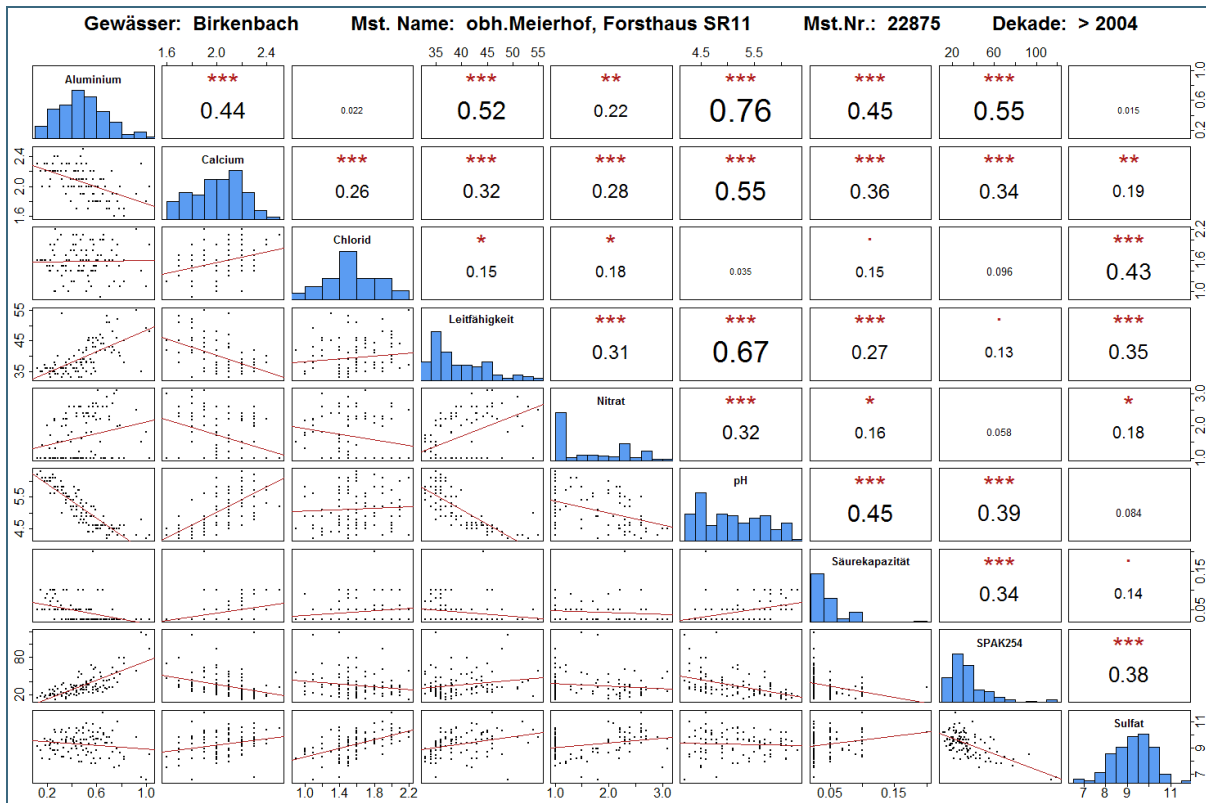 Gewässer: Birkenbach Mst. Name: obh.Meierhof, Forsthaus SR11 Mst.Nr.: 22875 Dekade: > 2004
1.6 2.0 2.4 35 40 45 50 55 4.5 5.5 20 60 100
Aluminium *** 0.44 0.022 *** 0.52 ** 0.22 *** 0.76 *** 0.45 *** 0.55 0.015 0.2 0.6 1.0
1.6 2.0 2.4 Calcium *** 0.26 *** 0.32 *** 0.28 *** 0.55 *** 0.36 *** 0.34 ** 0.19
Chlorid * 0.15 * 0.18 0.035 . 0.15 0.096 *** 0.43 1.0 1.6 2.2
35 45 55 Leitfähigkeit *** 0.31 *** 0.67 *** 0.27 . 0.13 *** 0.35
Nitrat *** 0.32 * 0.16 0.058 * 0.18 1.0 2.0 3.0
4.5 5.5 pH *** 0.45 *** 0.39 0.084
Säurekapazität *** 0.34 . 0.14 0.05 0.15
20 80 SPAK254 *** 0.38
Sulfat 7 9 11
0.2 0.6 1.0 1.0 1.4 1.8 2.2 1.0 2.0 3.0 0.05 0.15 7 8 9 11